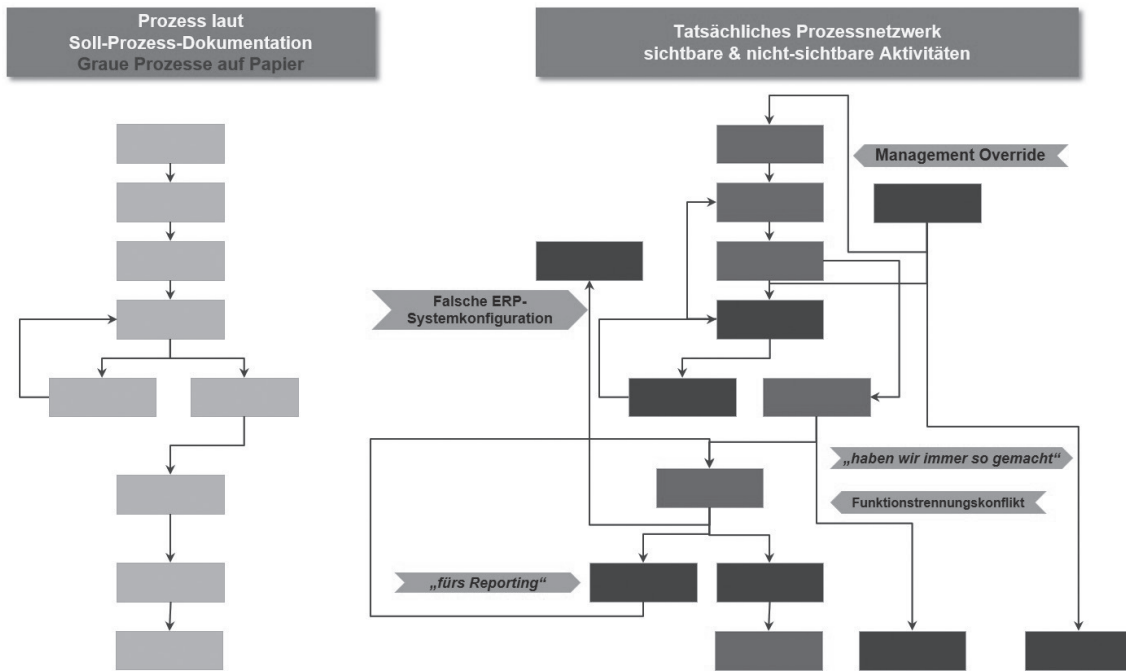 Prozess laut
Soll-Prozess-Dokumentation
Graue Prozesse auf Papier
Tatsächliches Prozessnetzwerk
sichtbare & nicht-sichtbare Aktivitäten
Management Override
Falsche ERP-
Systemkonfiguration
„haben wir immer so gemacht“
Funktionstrennungskonflikt
„fürs Reporting“